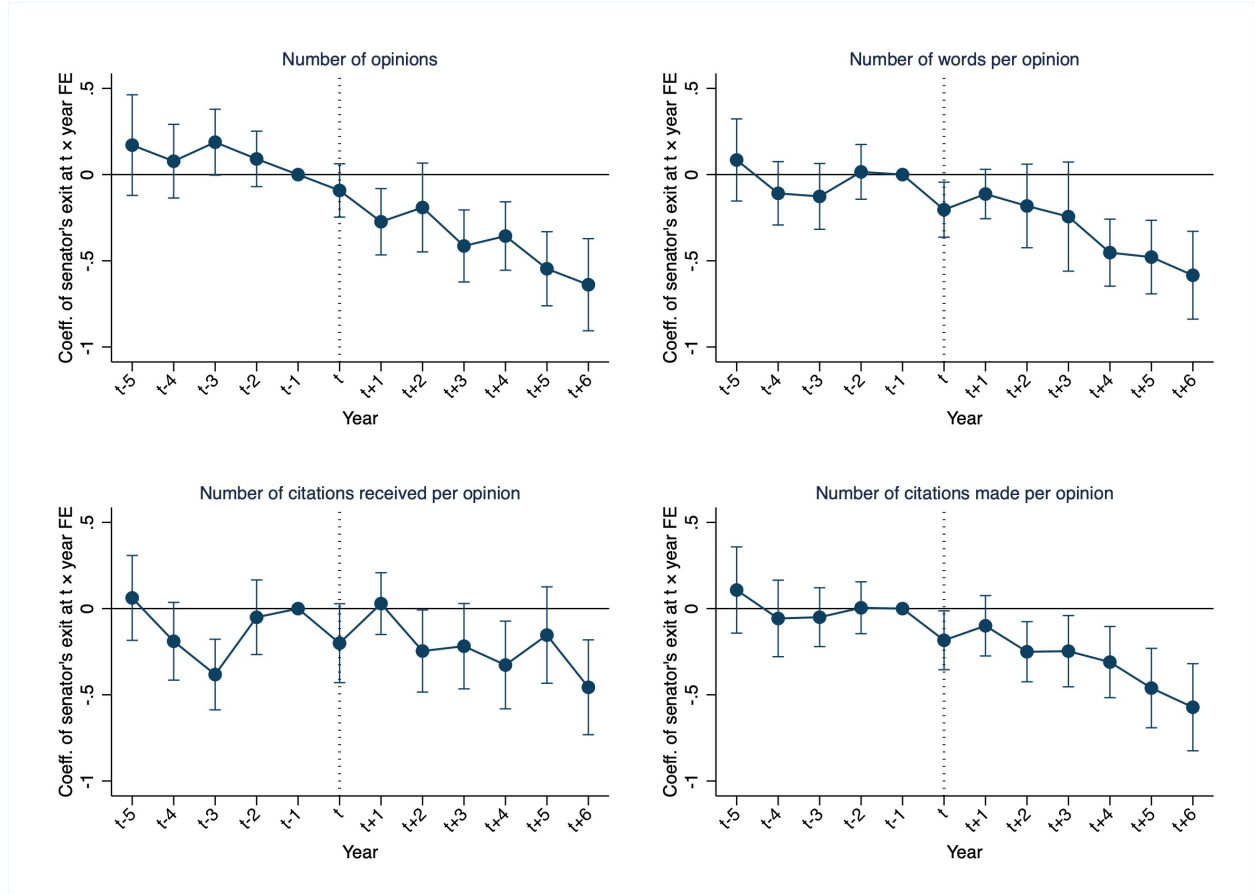 Number of opinions
Coeff. of senator's exit at t × year FE
.5
0
-.5
-1
t-5 t-4 t-3 t-2 t-1 t t+1 t+2 t+3 t+4 t+5 t+6
Year
Number of words per opinion
Coeff. of senator's exit at t × year FE
.5
0
-.5
-1
t-5 t-4 t-3 t-2 t-1 t t+1 t+2 t+3 t+4 t+5 t+6
Year
Number of citations received per opinion
Coeff. of senator's exit at t × year FE
.5
0
-.5
-1
t-5 t-4 t-3 t-2 t-1 t t+1 t+2 t+3 t+4 t+5 t+6
Year
Number of citations made per opinion
Coeff. of senator's exit at t × year FE
.5
0
-.5
-1
t-5 t-4 t-3 t-2 t-1 t t+1 t+2 t+3 t+4 t+5 t+6
Year